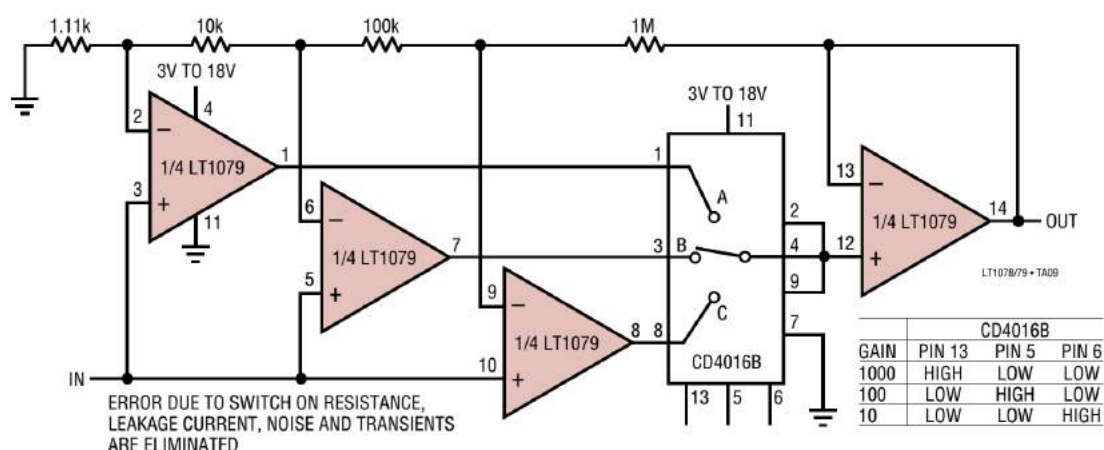 1.11k
10k
100k
1M
3V TO 18V
4
2
−
1/4 LT1079
3
+
11
1
6
−
1/4 LT1079
5
+
7
9
−
1/4 LT1079
10
+
8
IN
3V TO 18V
11
1
A
3
B
8
C
CD4016B
2
4
9
7
13
5
6
13
−
1/4 LT1079
12
+
14
OUT
LT1078/79 • TA09
CD4016B
GAIN PIN 13 PIN 5 PIN 6
1000 HIGH LOW LOW
100 LOW HIGH LOW
10 LOW LOW HIGH
ERROR DUE TO SWITCH ON RESISTANCE,
LEAKAGE CURRENT, NOISE AND TRANSIENTS
ARE ELIMINATED